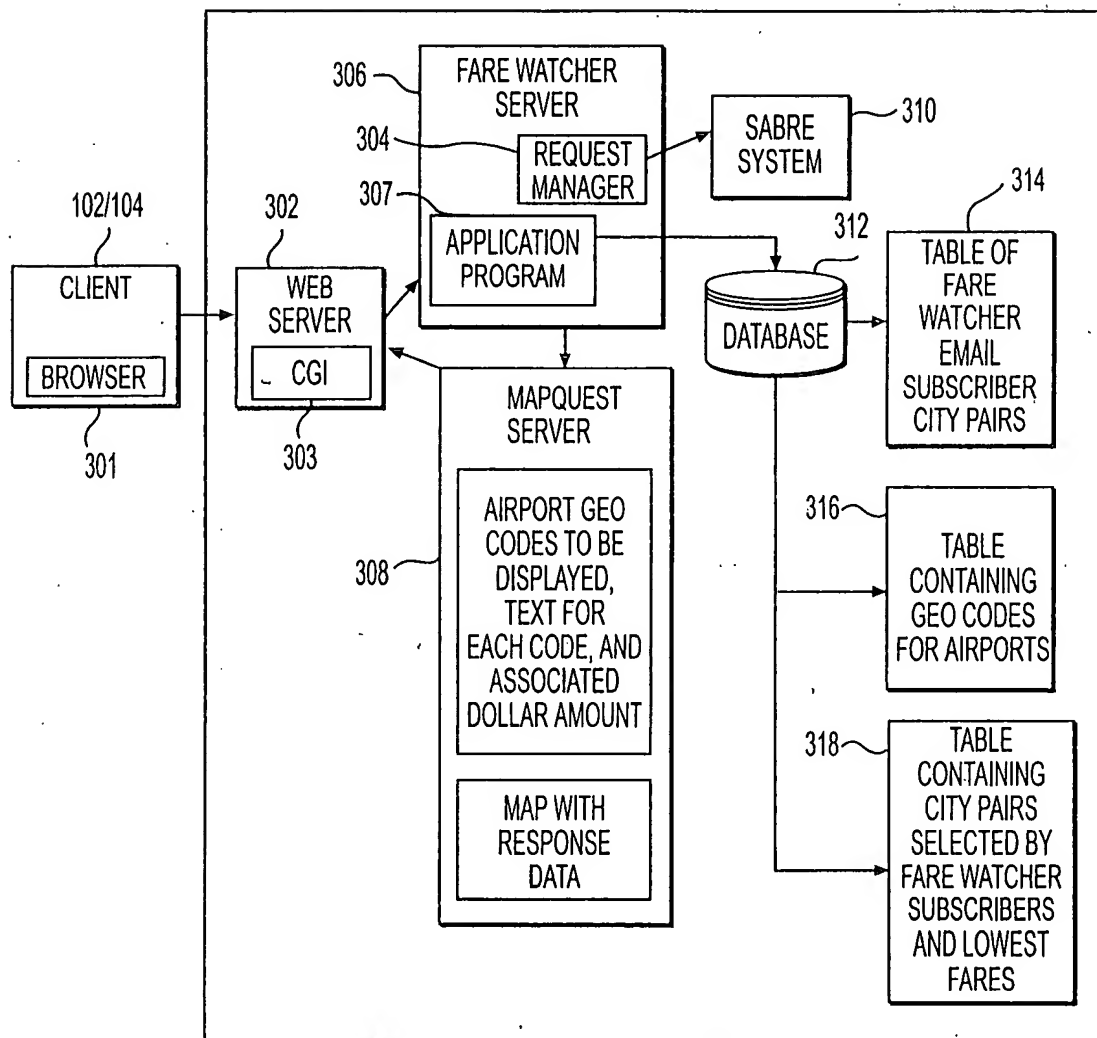 306
FARE WATCHER
SERVER
304
REQUEST
MANAGER
307
APPLICATION
PROGRAM
SABRE
SYSTEM
310
102/104
CLIENT
BROWSER
301
302
WEB
SERVER
CGI
303
312
DATABASE
314
TABLE OF
FARE
WATCHER
EMAIL
SUBSCRIBER
CITY PAIRS
MAPQUEST
SERVER
308
AIRPORT GEO
CODES TO BE
DISPLAYED,
TEXT FOR
EACH CODE, AND
ASSOCIATED
DOLLAR AMOUNT
MAP WITH
RESPONSE
DATA
316
TABLE
CONTAINING
GEO CODES
FOR AIRPORTS
318
TABLE
CONTAINING
CITY PAIRS
SELECTED BY
FARE WATCHER
SUBSCRIBERS
AND LOWEST
FARES